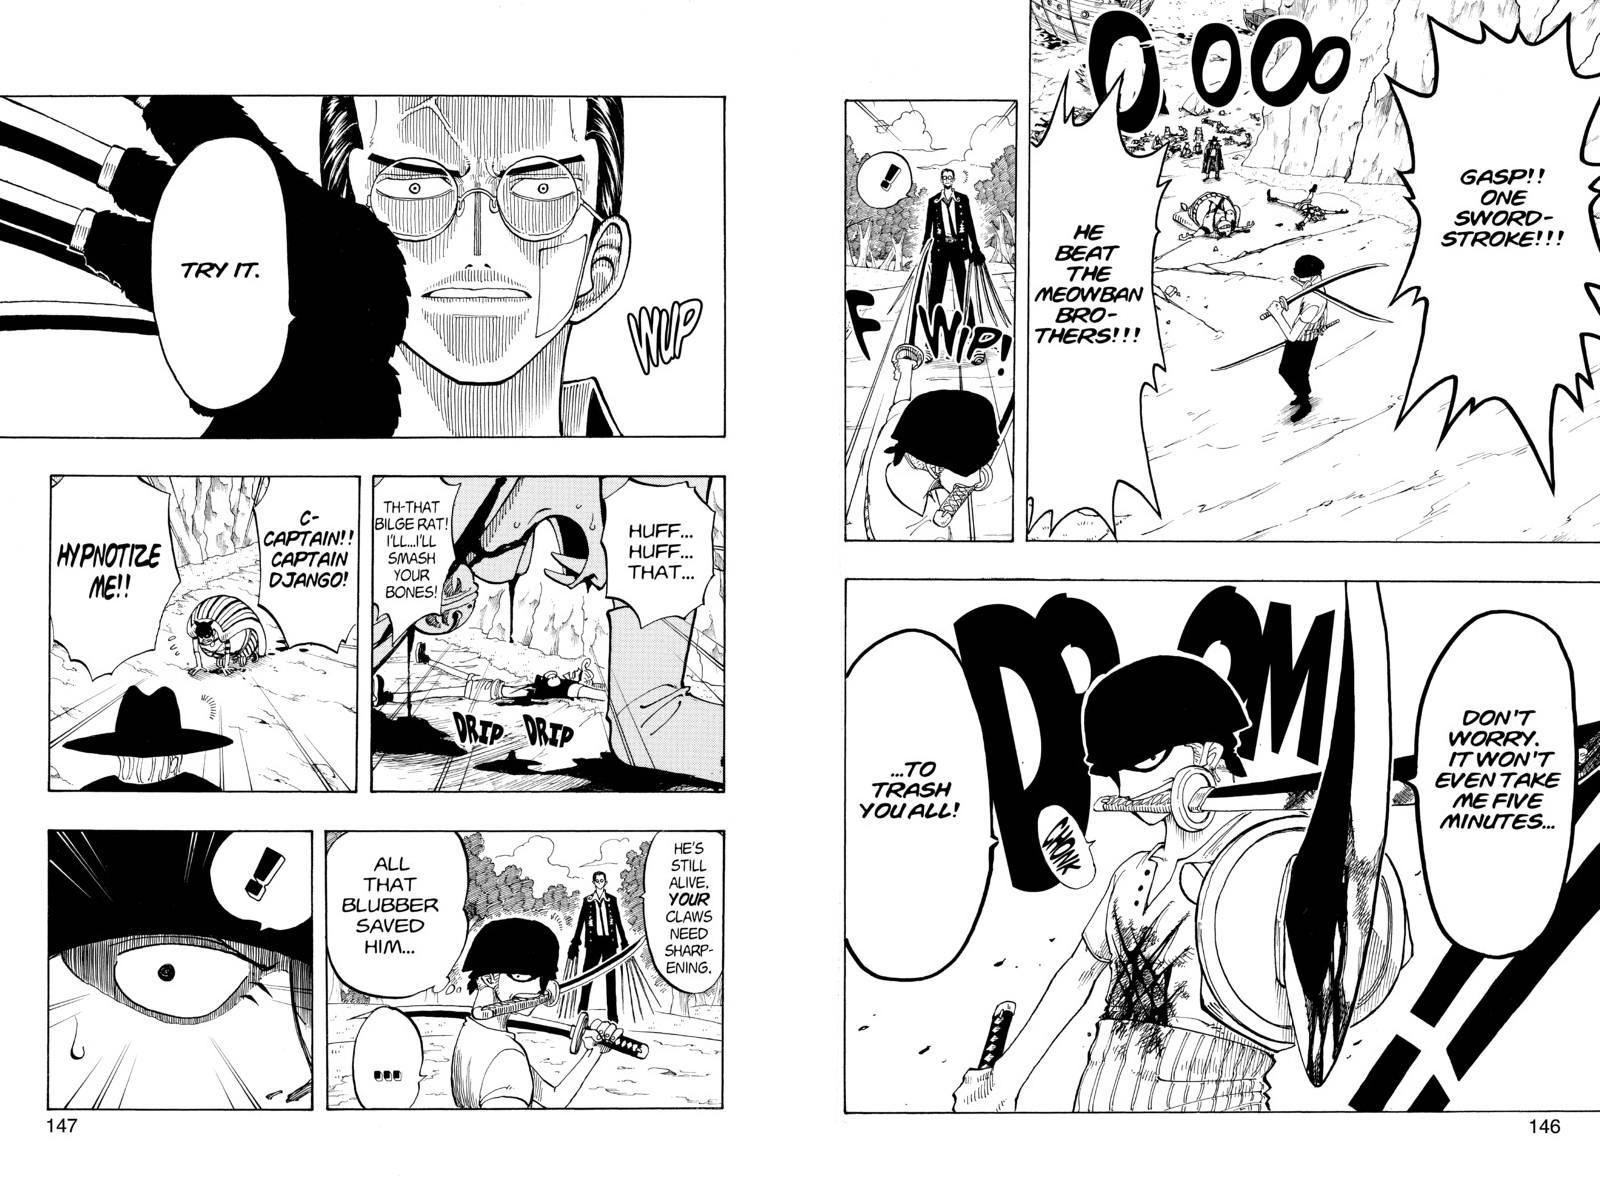 OOOO
GASP!!
ONE
SWORD-
STROKE!!!
HE
BEAT
THE
MEOWBAN
BRO-
THERS!!!
!
FWIP!
DOOM
DON'T
WORRY.
IT WON'T
EVEN TAKE
ME FIVE
MINUTES...
CHONK
...TO
TRASH
YOU ALL!
146
TRY IT.
WUP
HUFF...
HUFF...
THAT...
TH-THAT
BILGE RAT!
I'LL...I'LL
SMASH
YOUR
BONES!
DRIP DRIP
C-
CAPTAIN!!
CAPTAIN
DJANGO!
HYPNOTIZE
ME!!
HE'S
STILL
ALIVE.
YOUR
CLAWS
NEED
SHARP-
ENING.
ALL
THAT
BLUBBER
SAVED
HIM...
...
!
147